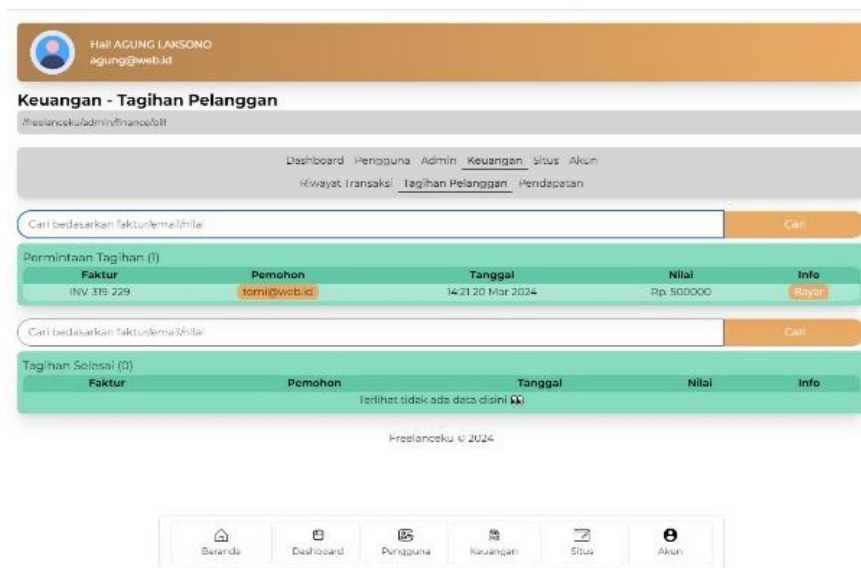 Hai! AGUNG LAKSONO
agung@web.id
Keuangan - Tagihan Pelanggan
/freelanceku/admin/finance/bill
Dashboard Pengguna Admin Keuangan Situs Akun
Riwayat Transaksi Tagihan Pelanggan Pendapatan
Cari bedasarkan faktur/email/nilai Cari
Permintaan Tagihan (1)
Faktur Pemohon Tanggal Nilai Info
INV-319-229 tomi@web.id 14:21 20 Mar 2024 Rp. 500000 Bayar
Cari bedasarkan faktur/email/nilai Cari
Tagihan Selesai (0)
Faktur Pemohon Tanggal Nilai Info
Terlihat tidak ada data disini 👀
Freelanceku © 2024
Beranda Dashboard Pengguna Keuangan Situs Akun